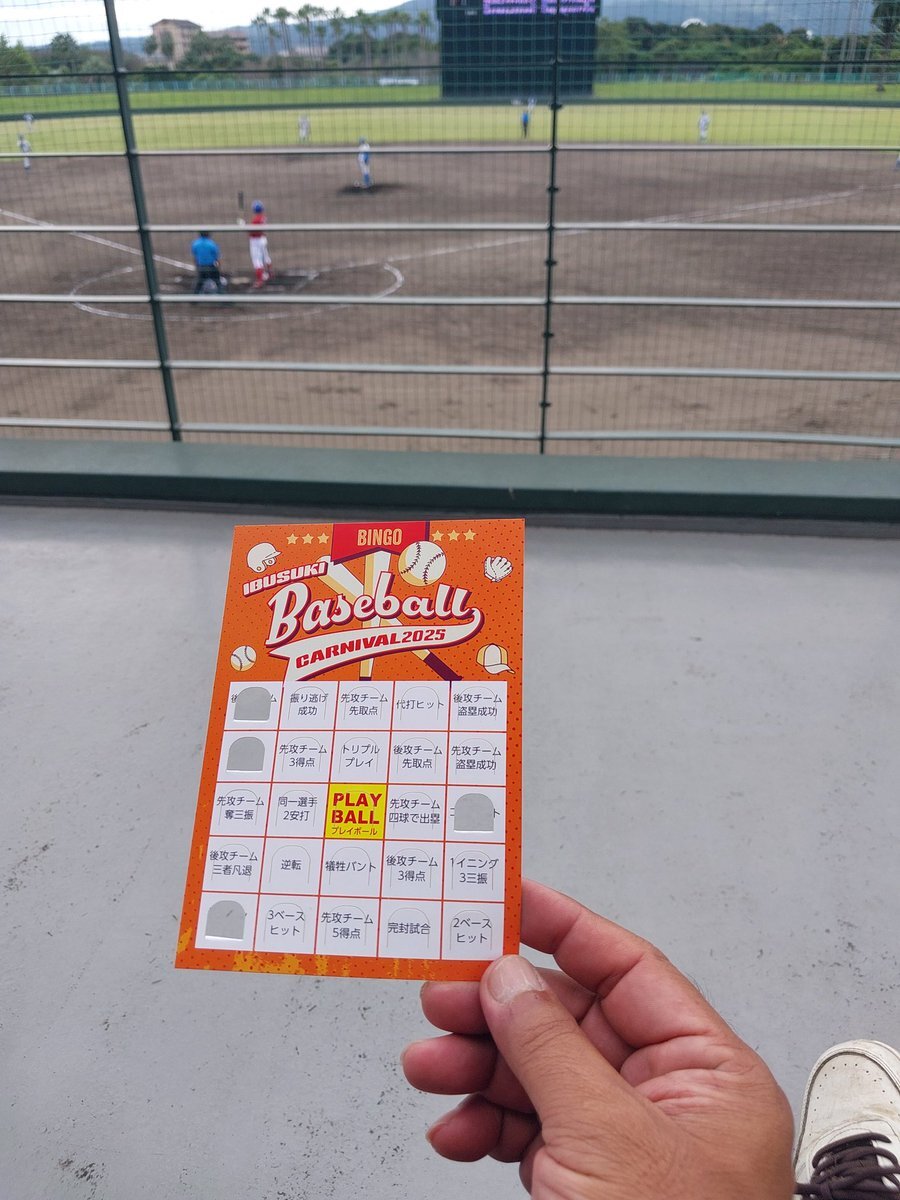 BINGO
IBUSUKI
Baseball
CARNIVAL2025
振り逃げ
成功
先攻チーム
先取点
代打ヒット
後攻チーム
盗塁成功
先攻チーム
3得点
トリプル
プレイ
後攻チーム
先取点
先攻チーム
盗塁成功
先攻チーム
奪三振
同一選手
2安打
PLAY
BALL
プレイボール
先攻チーム
四球で出塁
後攻チーム
三者凡退
逆転
犠牲バント
後攻チーム
3得点
1イニング
3三振
3ベース
ヒット
先攻チーム
5得点
完封試合
2ベース
ヒット